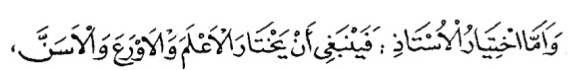 وَاَمَّا اخْتِيَارُ الْاُسْتَاذِ : فَيَنْبَغِى أَنْ يَخْتَارَ الْاَعْلَمَ وَالْاَوْرَعَ وَالْاَسَنَّ،